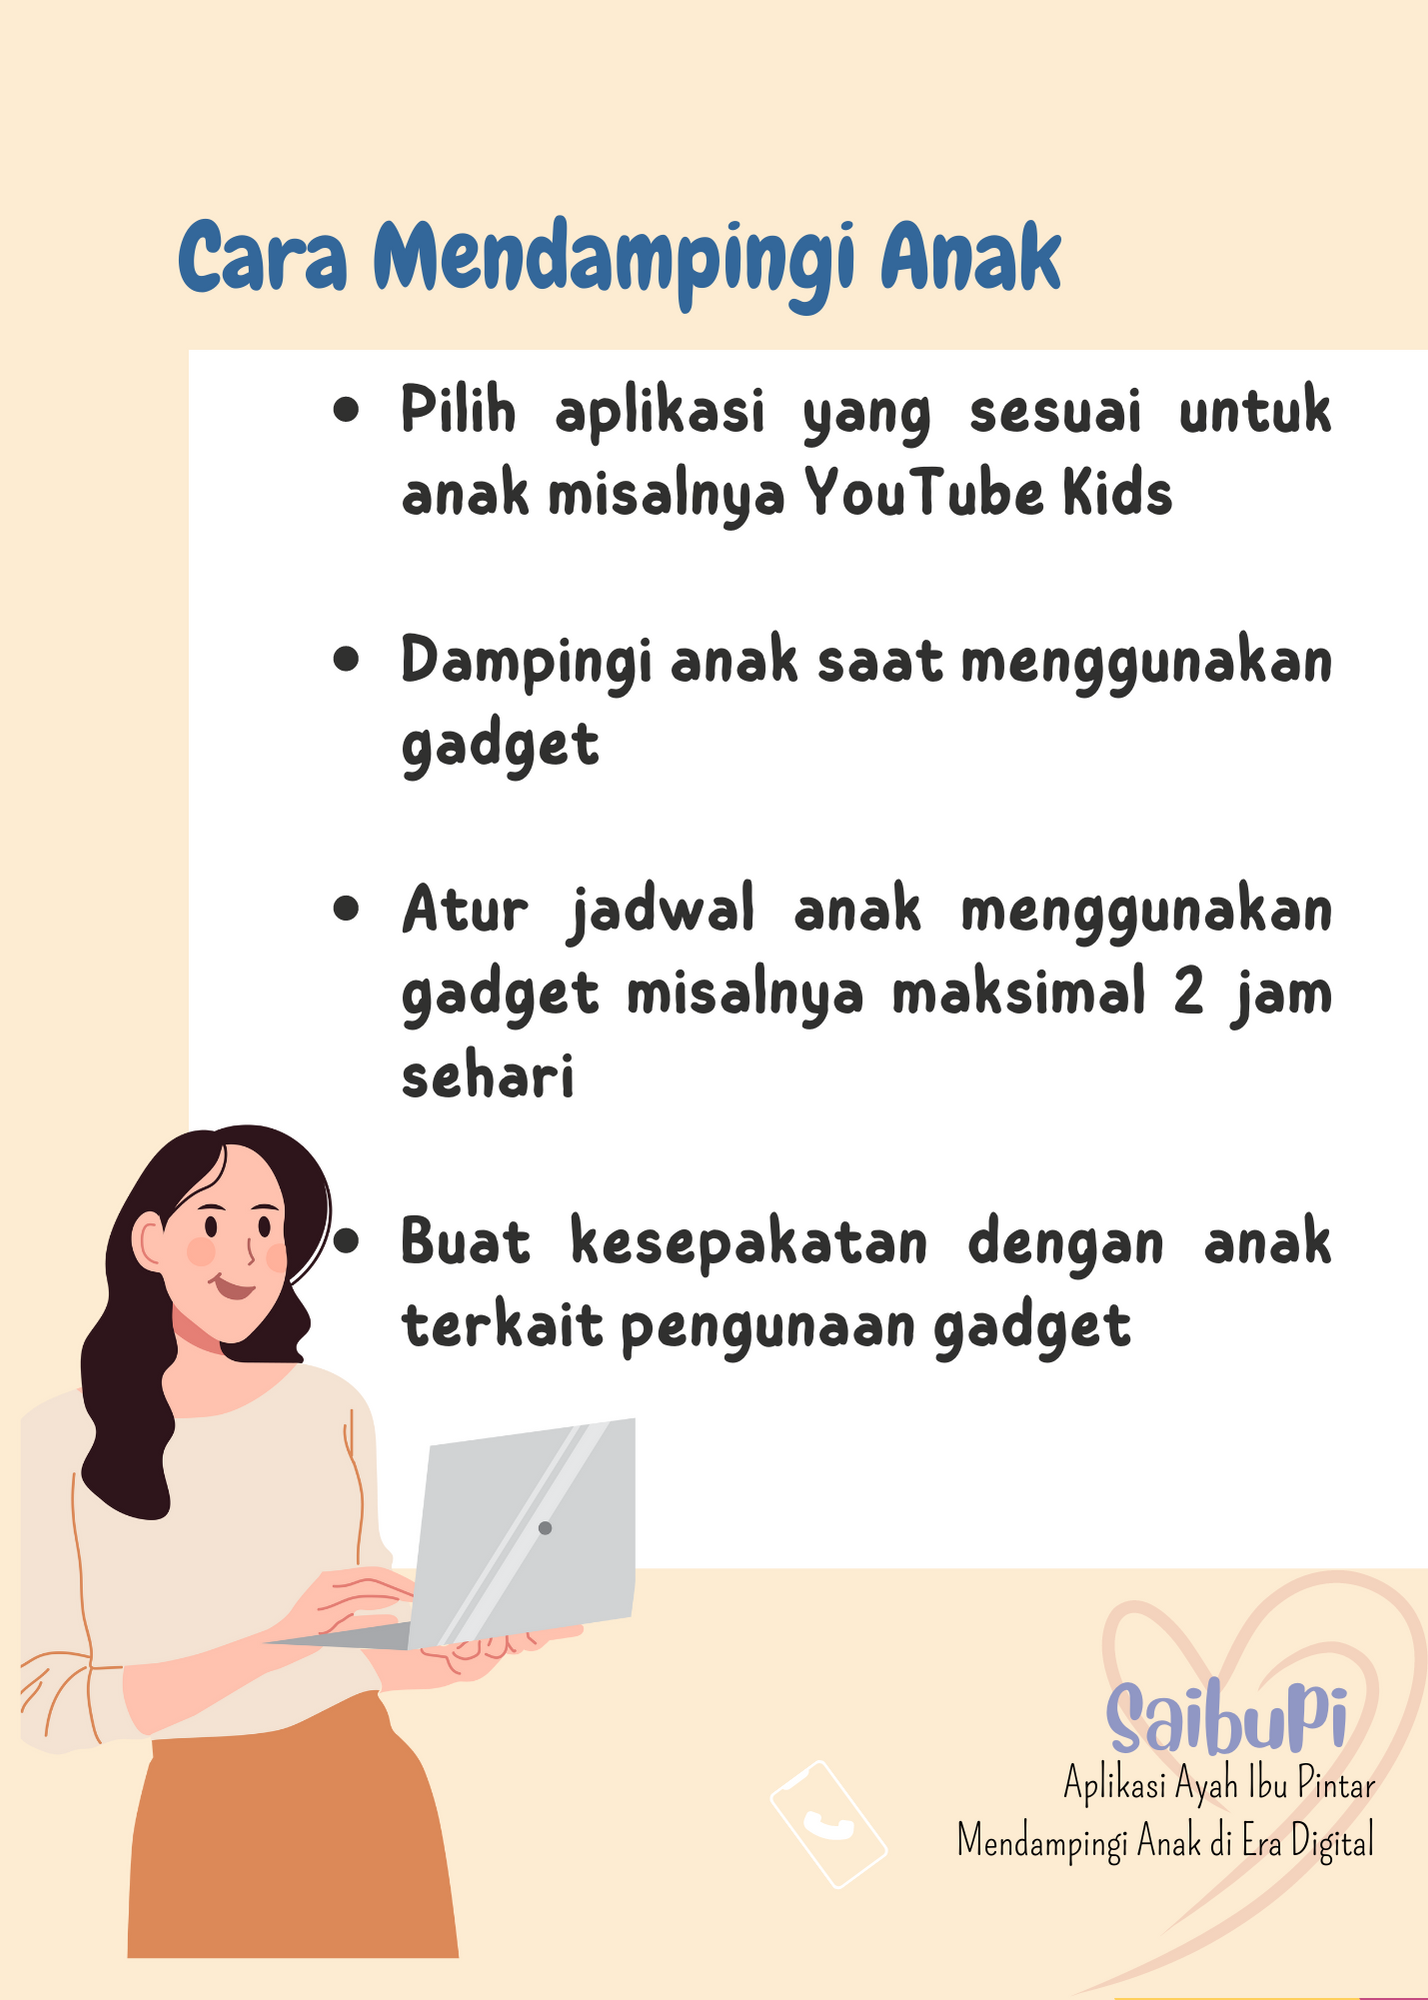 Cara Mendampingi Anak
• Pilih aplikasi yang sesuai untuk
anak misalnya YouTube Kids
• Dampingi anak saat menggunakan
gadget
• Atur jadwal anak menggunakan
gadget misalnya maksimal 2 jam
sehari
• Buat kesepakatan dengan anak
terkait pengunaan gadget
SaibuPi
Aplikasi Ayah Ibu Pintar
Mendampingi Anak di Era Digital